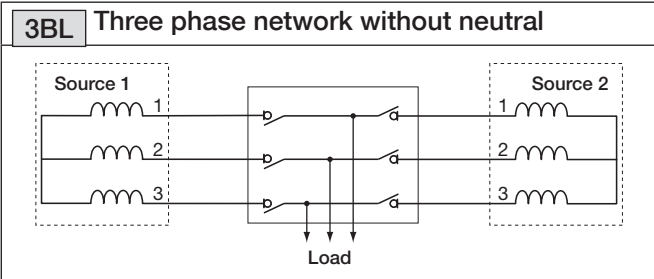 3BL Three phase network without neutral
Source 1 Source 2
1 1
2 2
3 3
Load